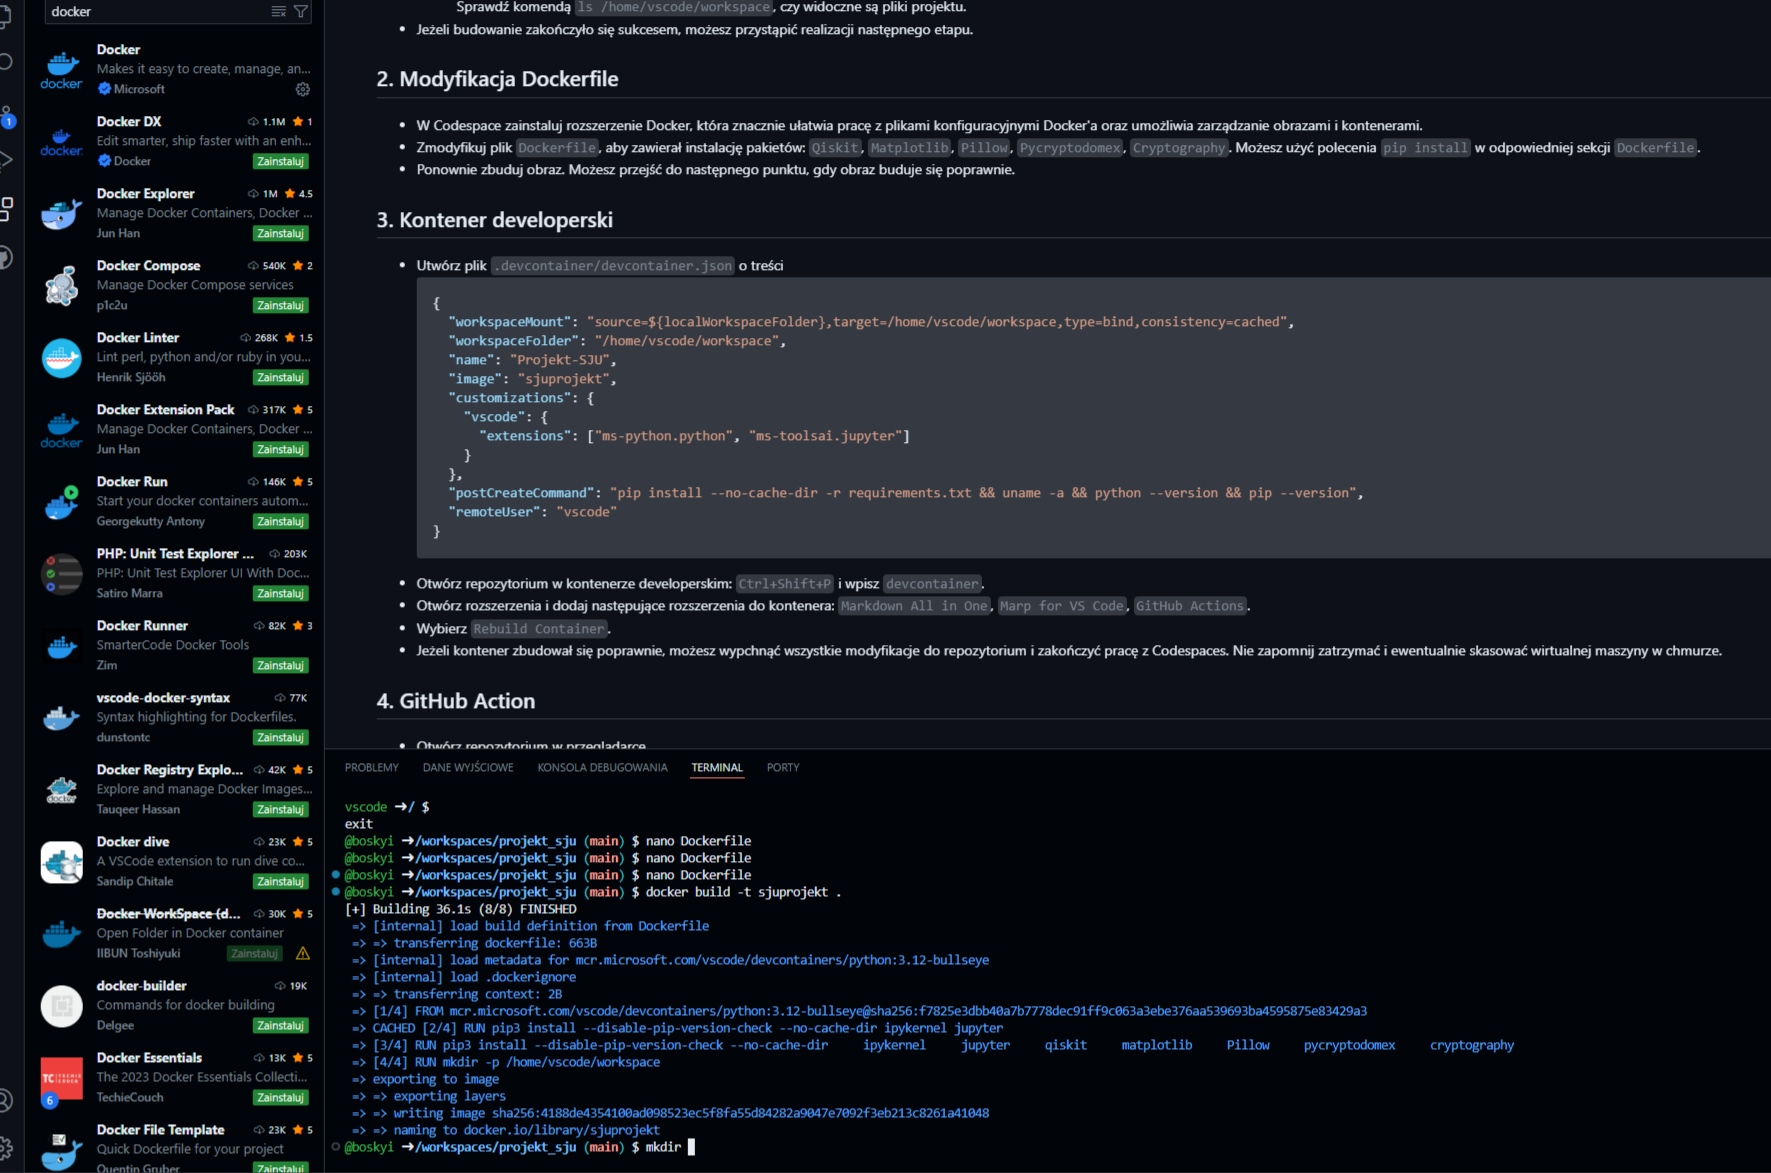 docker
Docker
Makes it easy to create, manage, an...
Microsoft
docker
Docker DX 1.1M 1
Edit smarter, ship faster with an enh...
Docker Zainstaluj
docker
Docker Explorer 1M 4.5
Manage Docker Containers, Docker ...
Jun Han Zainstaluj
Docker Compose 540K 2
Manage Docker Compose services
p1c2u Zainstaluj
Docker Linter 268K 1.5
Lint perl, python and/or ruby in you...
Henrik Sjööh Zainstaluj
Docker Extension Pack 317K 5
Manage Docker Containers, Docker ...
Jun Han Zainstaluj
docker
Docker Run 146K 5
Start your docker containers autom...
Georgekutty Antony Zainstaluj
PHP: Unit Test Explorer ... 203K
PHP: Unit Test Explorer UI With Doc...
Satiro Marra Zainstaluj
Docker Runner 82K 3
SmarterCode Docker Tools
Zim Zainstaluj
vscode-docker-syntax 77K
Syntax highlighting for Dockerfiles.
dunstontc Zainstaluj
Docker Registry Explo... 42K 5
Explore and manage Docker Images...
Tauqeer Hassan Zainstaluj
Docker dive 23K 5
A VSCode extension to run dive co...
Sandip Chitale Zainstaluj
Docker WorkSpace (d... 30K 5
Open Folder in Docker container
IIBUN Toshiyuki Zainstaluj
docker-builder 19K
Commands for docker building
Delgee Zainstaluj
Docker Essentials 13K 5
The 2023 Docker Essentials Collecti...
TechieCouch Zainstaluj
Docker File Template 23K 5
Quick Dockerfile for your project
Quentin Gruber Zainstaluj
1
6
Sprawdź komendą ls /home/vscode/workspace, czy widoczne są pliki projektu.
• Jeżeli budowanie zakończyło się sukcesem, możesz przystąpić realizacji następnego etapu.
2. Modyfikacja Dockerfile
• W Codespace zainstaluj rozszerzenie Docker, która znacznie ułatwia pracę z plikami konfiguracyjnymi Docker'a oraz umożliwia zarządzanie obrazami i kontenerami.
• Zmodyfikuj plik Dockerfile, aby zawierał instalację pakietów: Qiskit, Matplotlib, Pillow, Pycryptodomex, Cryptography. Możesz użyć polecenia pip install w odpowiedniej sekcji Dockerfile.
• Ponownie zbuduj obraz. Możesz przejść do następnego punktu, gdy obraz buduje się poprawnie.
3. Kontener developerski
• Utwórz plik .devcontainer/devcontainer.json o treści
{
"workspaceMount": "source=${localWorkspaceFolder},target=/home/vscode/workspace,type=bind,consistency=cached",
"workspaceFolder": "/home/vscode/workspace",
"name": "Projekt-SJU",
"image": "sjuprojekt",
"customizations": {
"vscode": {
"extensions": ["ms-python.python", "ms-toolsai.jupyter"]
}
},
"postCreateCommand": "pip install --no-cache-dir -r requirements.txt && uname -a && python --version && pip --version",
"remoteUser": "vscode"
}
• Otwórz repozytorium w kontenerze developerskim: Ctrl+Shift+P i wpisz devcontainer.
• Otwórz rozszerzenia i dodaj następujące rozszerzenia do kontenera: Markdown All in One, Marp for VS Code, GitHub Actions.
• Wybierz Rebuild Container.
• Jeżeli kontener zbudował się poprawnie, możesz wypchnąć wszystkie modyfikacje do repozytorium i zakończyć pracę z Codespaces. Nie zapomnij zatrzymać i ewentualnie skasować wirtualnej maszyny w chmurze.
4. GitHub Action
• Otwórz repozytorium w przeglądarce
PROBLEMY DANE WYJŚCIOWE KONSOLA DEBUGOWANIA TERMINAL PORTY
vscode ➜ / $
exit
@boskyi ➜ /workspaces/projekt_sju (main) $ nano Dockerfile
@boskyi ➜ /workspaces/projekt_sju (main) $ nano Dockerfile
@boskyi ➜ /workspaces/projekt_sju (main) $ nano Dockerfile
@boskyi ➜ /workspaces/projekt_sju (main) $ docker build -t sjuprojekt .
[+] Building 36.1s (8/8) FINISHED
=> [internal] load build definition from Dockerfile
=> => transferring dockerfile: 663B
=> [internal] load metadata for mcr.microsoft.com/vscode/devcontainers/python:3.12-bullseye
=> [internal] load .dockerignore
=> => transferring context: 2B
=> [1/4] FROM mcr.microsoft.com/vscode/devcontainers/python:3.12-bullseye@sha256:f7825e3dbb40a7b7778dec91ff9c063a3ebe376aa539693ba4595875e83429a3
=> CACHED [2/4] RUN pip3 install --disable-pip-version-check --no-cache-dir ipykernel jupyter
=> [3/4] RUN pip3 install --disable-pip-version-check --no-cache-dir ipykernel jupyter qiskit matplotlib Pillow pycryptodomex cryptography
=> [4/4] RUN mkdir -p /home/vscode/workspace
=> exporting to image
=> => exporting layers
=> => writing image sha256:4188de4354100ad098523ec5f8fa55d84282a9047e7092f3eb213c8261a41048
=> => naming to docker.io/library/sjuprojekt
@boskyi ➜ /workspaces/projekt_sju (main) $ mkdir